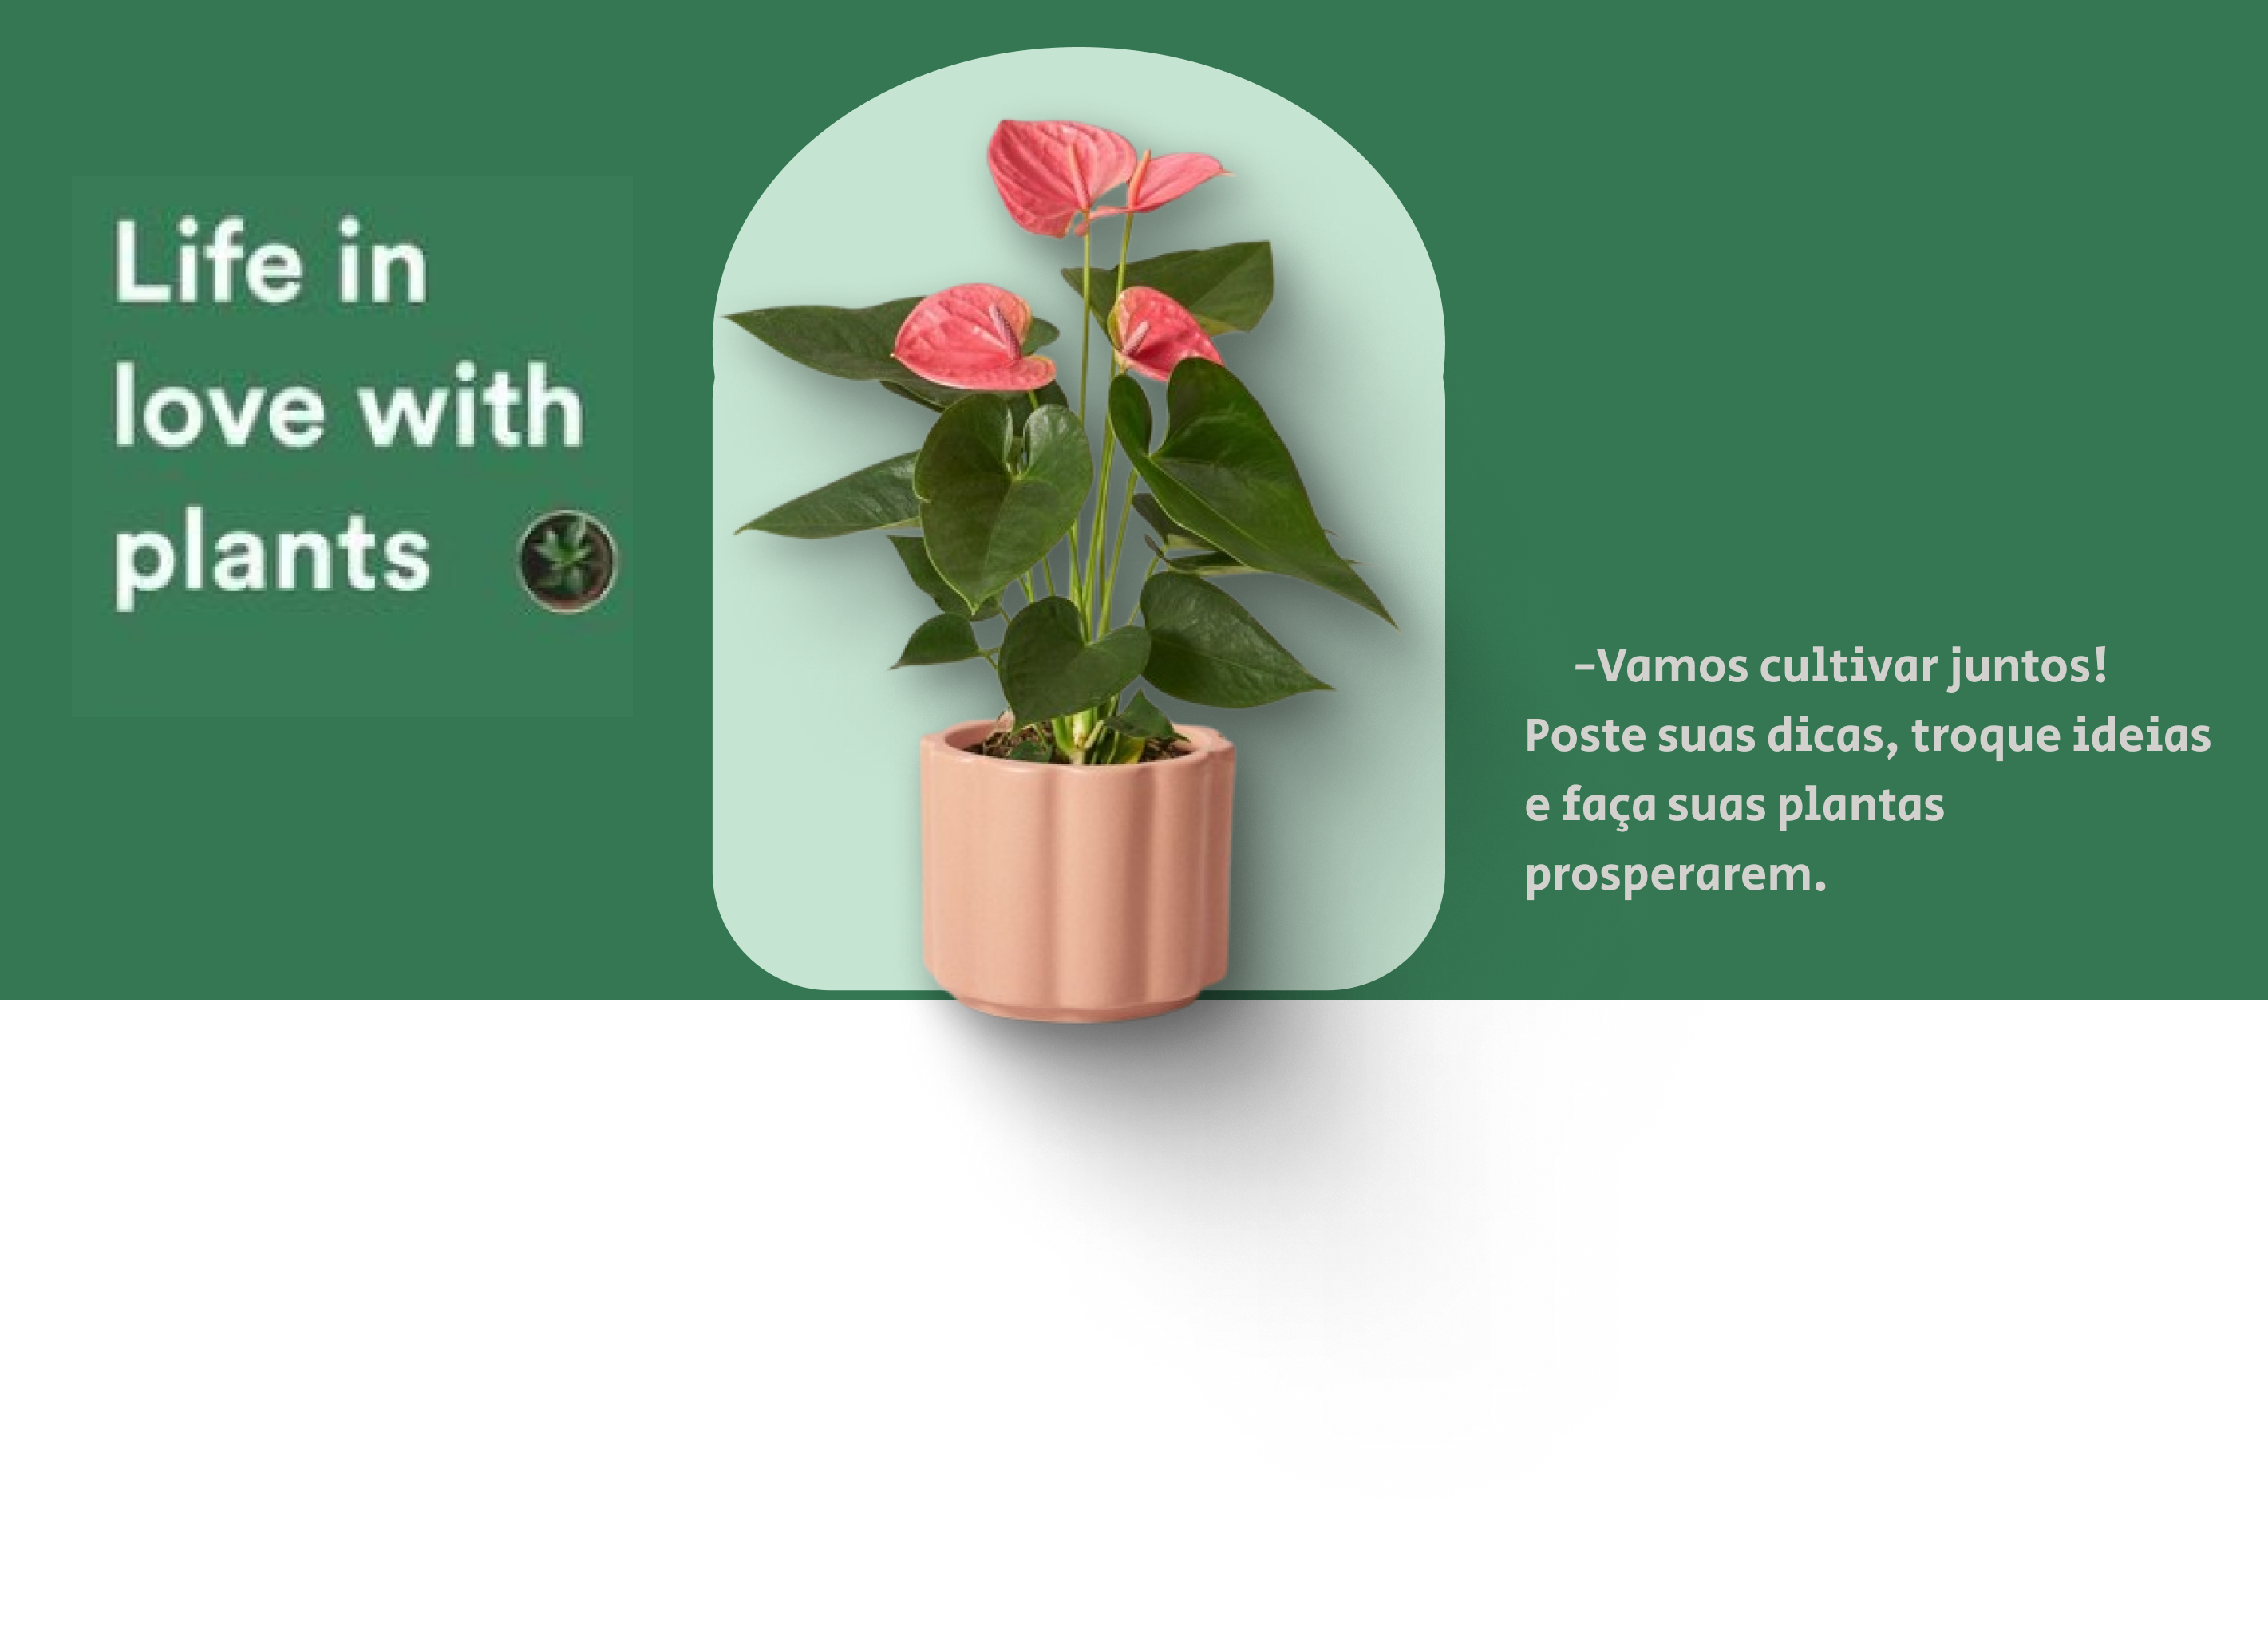 Life in
love with
plants
-Vamos cultivar juntos!
Poste suas dicas, troque ideias
e faça suas plantas
prosperarem.